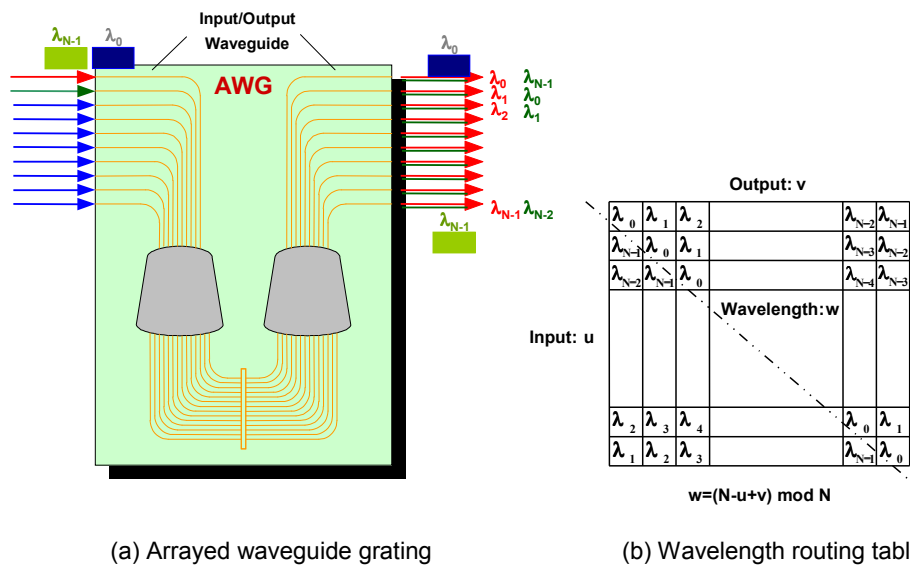 Input/Output
Waveguide
λN-1 λ0
λ0
AWG
λ0 λN-1
λ1 λ0
λ2 λ1
λN-1 λN-2
λN-1
Output: v
λ0 λ1 λ2 λN-2 λN-1
λN-1 λ0 λ1 λN-3 λN-2
λN-2 λN-1 λ0 λN-4 λN-3
Wavelength: w
Input: u
λ2 λ3 λ4 λ0 λ1
λ1 λ2 λ3 λN-1 λ0
w=(N-u+v) mod N
(a) Arrayed waveguide grating
(b) Wavelength routing tabl